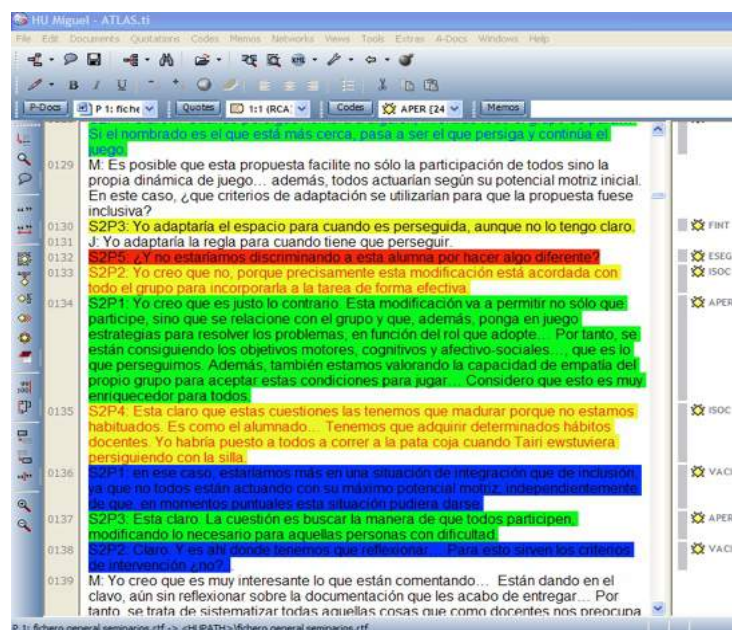 HU Miguel - ATLAS.ti
File Edit Documents Quotations Codes Memos Networks Views Tools Extras A-Docs Windows Help
P-Docs P 1: fiche Quotes 1:1 (RCA: Codes APER [24 Memos
Si el nombrado es el que está más cerca, pasa a ser el que persiga y continúa el
juego.
0129 M: Es posible que esta propuesta facilite no sólo la participación de todos sino la
propia dinámica de juego… además, todos actuarían según su potencial motriz inicial.
En este caso, ¿que criterios de adaptación se utilizarían para que la propuesta fuese
inclusiva?
0130 S2P3: Yo adaptaría el espacio para cuando es perseguida, aunque no lo tengo claro. FINT
0131 J: Yo adaptaría la regla para cuando tiene que perseguir.
0132 S2P5: ¿Y no estaríamos discriminando a esta alumna por hacer algo diferente? ESEG
0133 S2P2: Yo creo que no, porque precisamente esta modificación está acordada con ISOC
todo el grupo para incorporarla a la tarea de forma efectiva.
0134 S2P1: Yo creo que es justo lo contrario. Esta modificación va a permitir no sólo que APER
participe, sino que se relacione con el grupo y que, además, ponga en juego
estrategias para resolver los problemas, en función del rol que adopte… Por tanto, se
están consiguiendo los objetivos motores, cognitivos y afectivo-sociales…, que es lo
que perseguimos. Además, también estamos valorando la capacidad de empatía del
propio grupo para aceptar estas condiciones para jugar… Considero que esto es muy
enriquecedor para todos.
0135 S2P4: Esta claro que estas cuestiones las tenemos que madurar porque no estamos ISOC
habituados. Es como el alumnado… Tenemos que adquirir determinados hábitos
docentes. Yo habría puesto a todos a correr a la pata coja cuando Tairi ewstuviera
persiguiendo con la silla.
0136 S2P1: en ese caso, estaríamos más en una situación de integración que de inclusión, VACI
ya que no todos están actuando con su máximo potencial motriz, independientemente
de que, en momentos puntuales esta situación pudiera darse.
0137 S2P3. Esta claro. La cuestión es buscar la manera de que todos participen, APER
modificando lo necesario para aquellas personas con dificultad.
0138 S2P2: Claro. Y es ahí donde tenemos que reflexionar… Para esto sirven los criterios VACI
de intervención ¿no?…
0139 M: Yo creo que es muy interesante lo que están comentando… Están dando en el
clavo, aún sin reflexionar sobre la documentación que les acabo de entregar… Por
tanto, se trata de sistematizar todas aquellas cosas que como docentes nos preocupa
P 1: fichero general seminarios.rtf -> <HUPATH>\fichero general seminarios.rtf